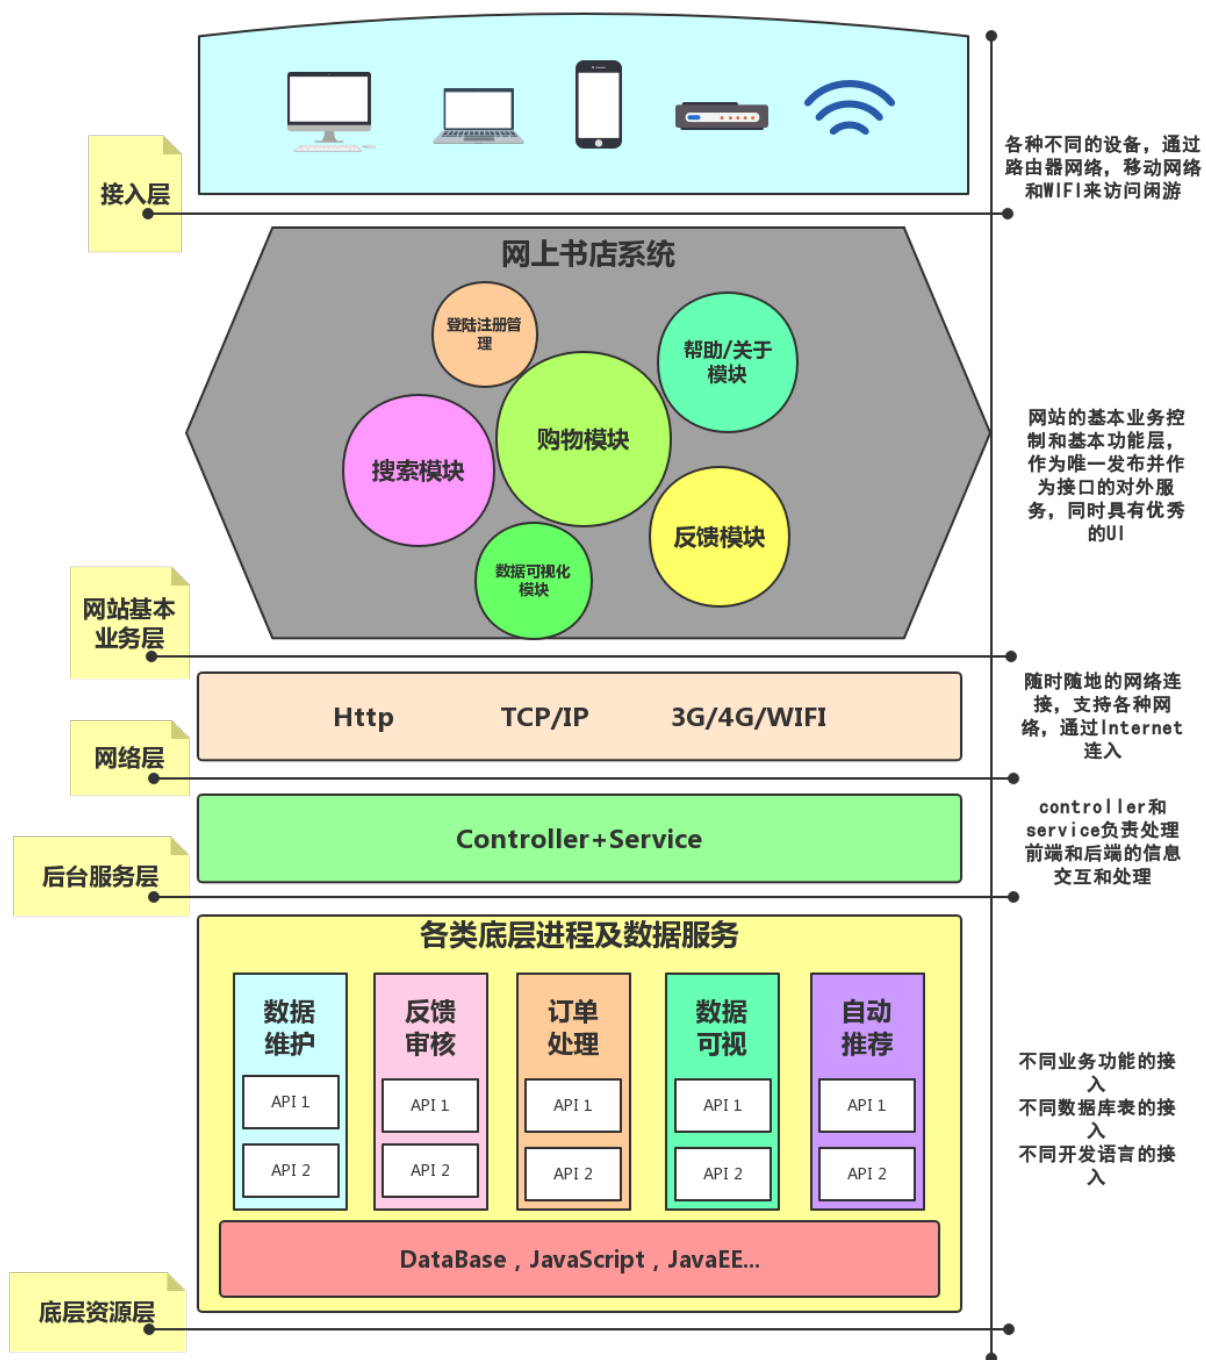 各种不同的设备，通过
路由器网络，移动网络
和WIFI来访问闲游
接入层
网上书店系统
登陆注册管
理
帮助/关于
模块
购物模块
搜索模块
反馈模块
数据可视化
模块
网站的基本业务控
制和基本功能层，
作为唯一发布并作
为接口的对外服
务，同时具有优秀
的UI
网站基本
业务层
Http
TCP/IP
3G/4G/WIFI
随时随地的网络连
接，支持各种网
络，通过Internet
连入
网络层
Controller+Service
controller和
service负责处理
前端和后端的信息
交互和处理
后台服务层
各类底层进程及数据服务
数据
维护
API 1
API 2
反馈
审核
API 1
API 2
订单
处理
API 1
API 2
数据
可视
API 1
API 2
自动
推荐
API 1
API 2
不同业务功能的接
入
不同数据库表的接
入
不同开发语言的接
入
DataBase，JavaScript，JavaEE...
底层资源层